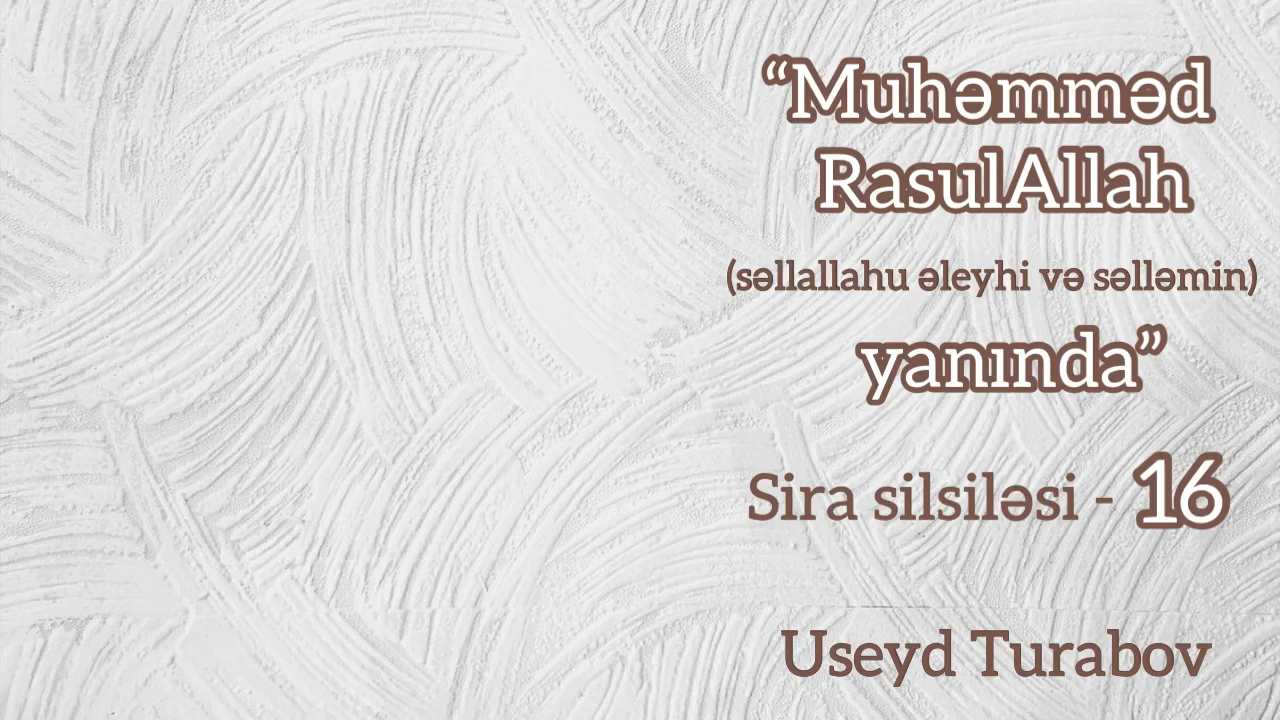 “Muhəmməd
RasulAllah
(səllallahu əleyhi və səlləmin)
yanında”
Sira silsiləsi - 16
Useyd Turabov